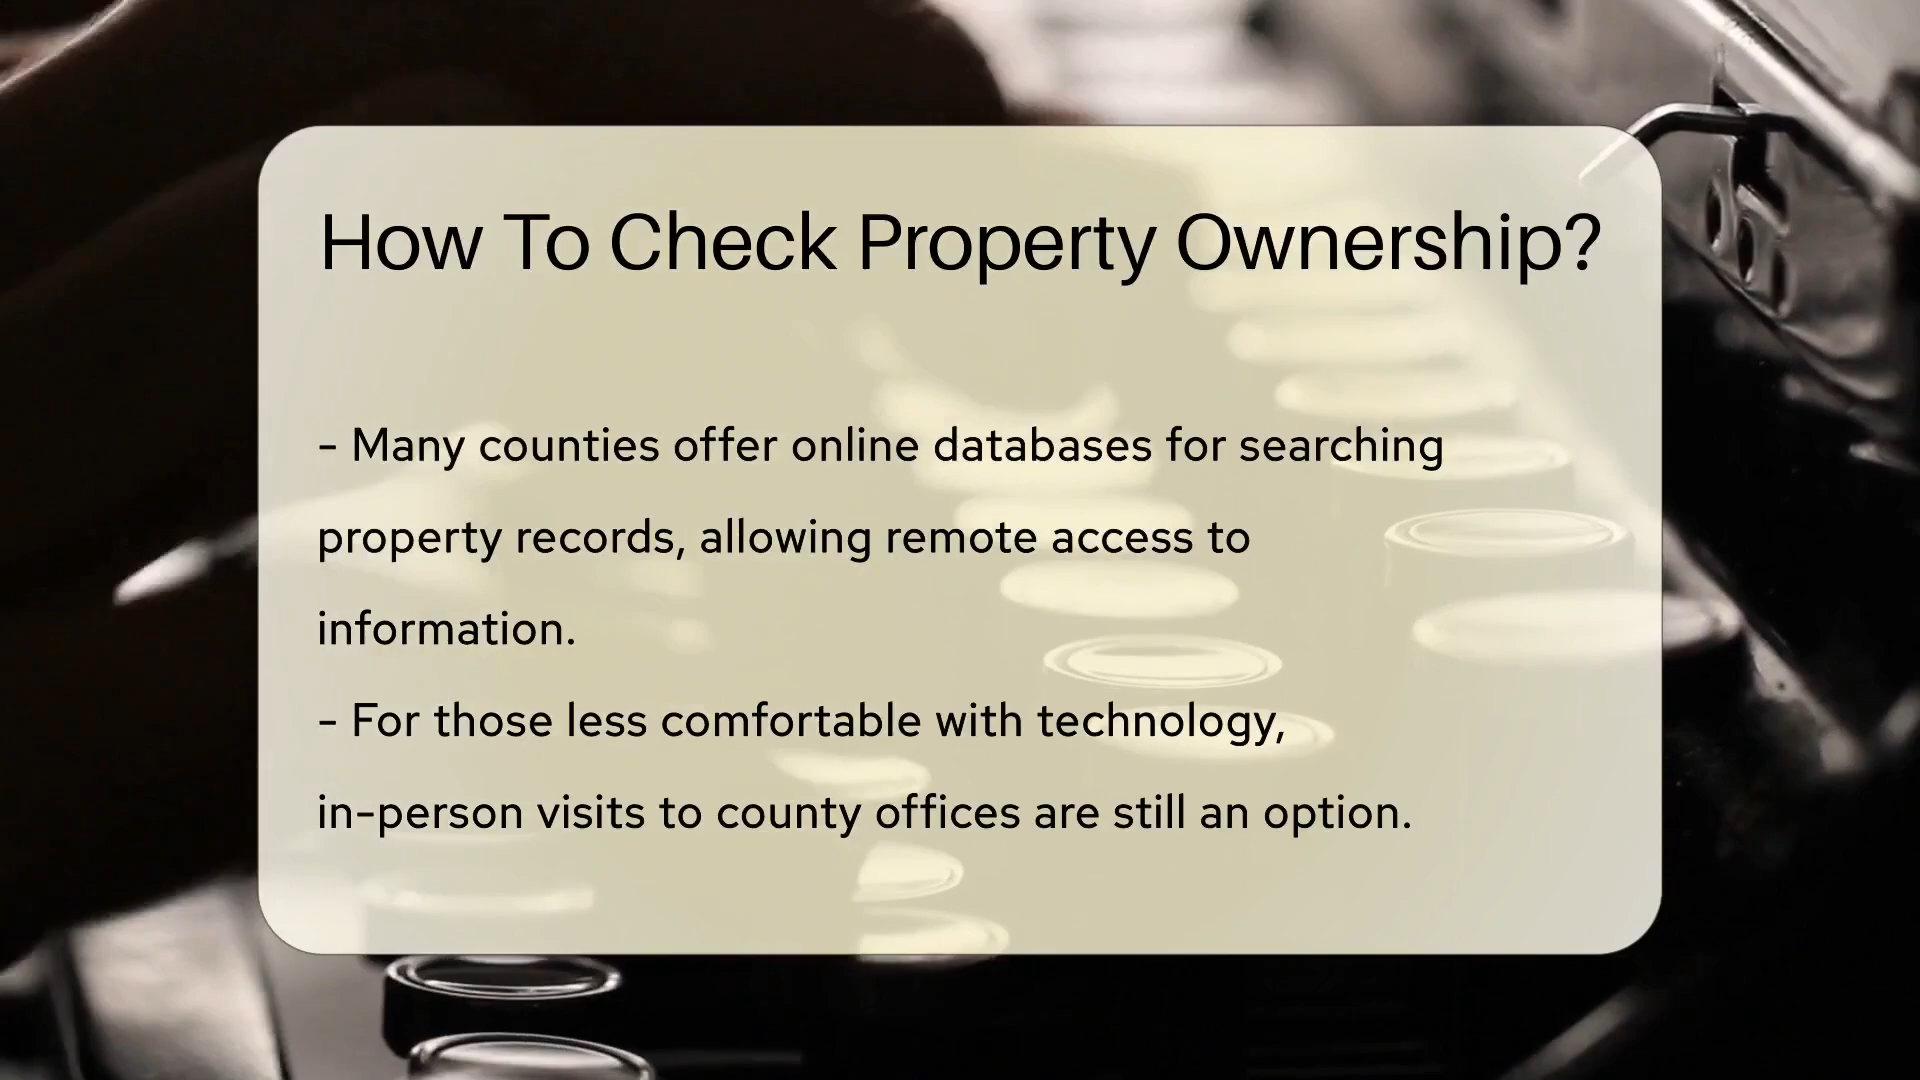 How To Check Property Ownership?
- Many counties offer online databases for searching
property records, allowing remote access to
information.
- For those less comfortable with technology,
in-person visits to county offices are still an option.